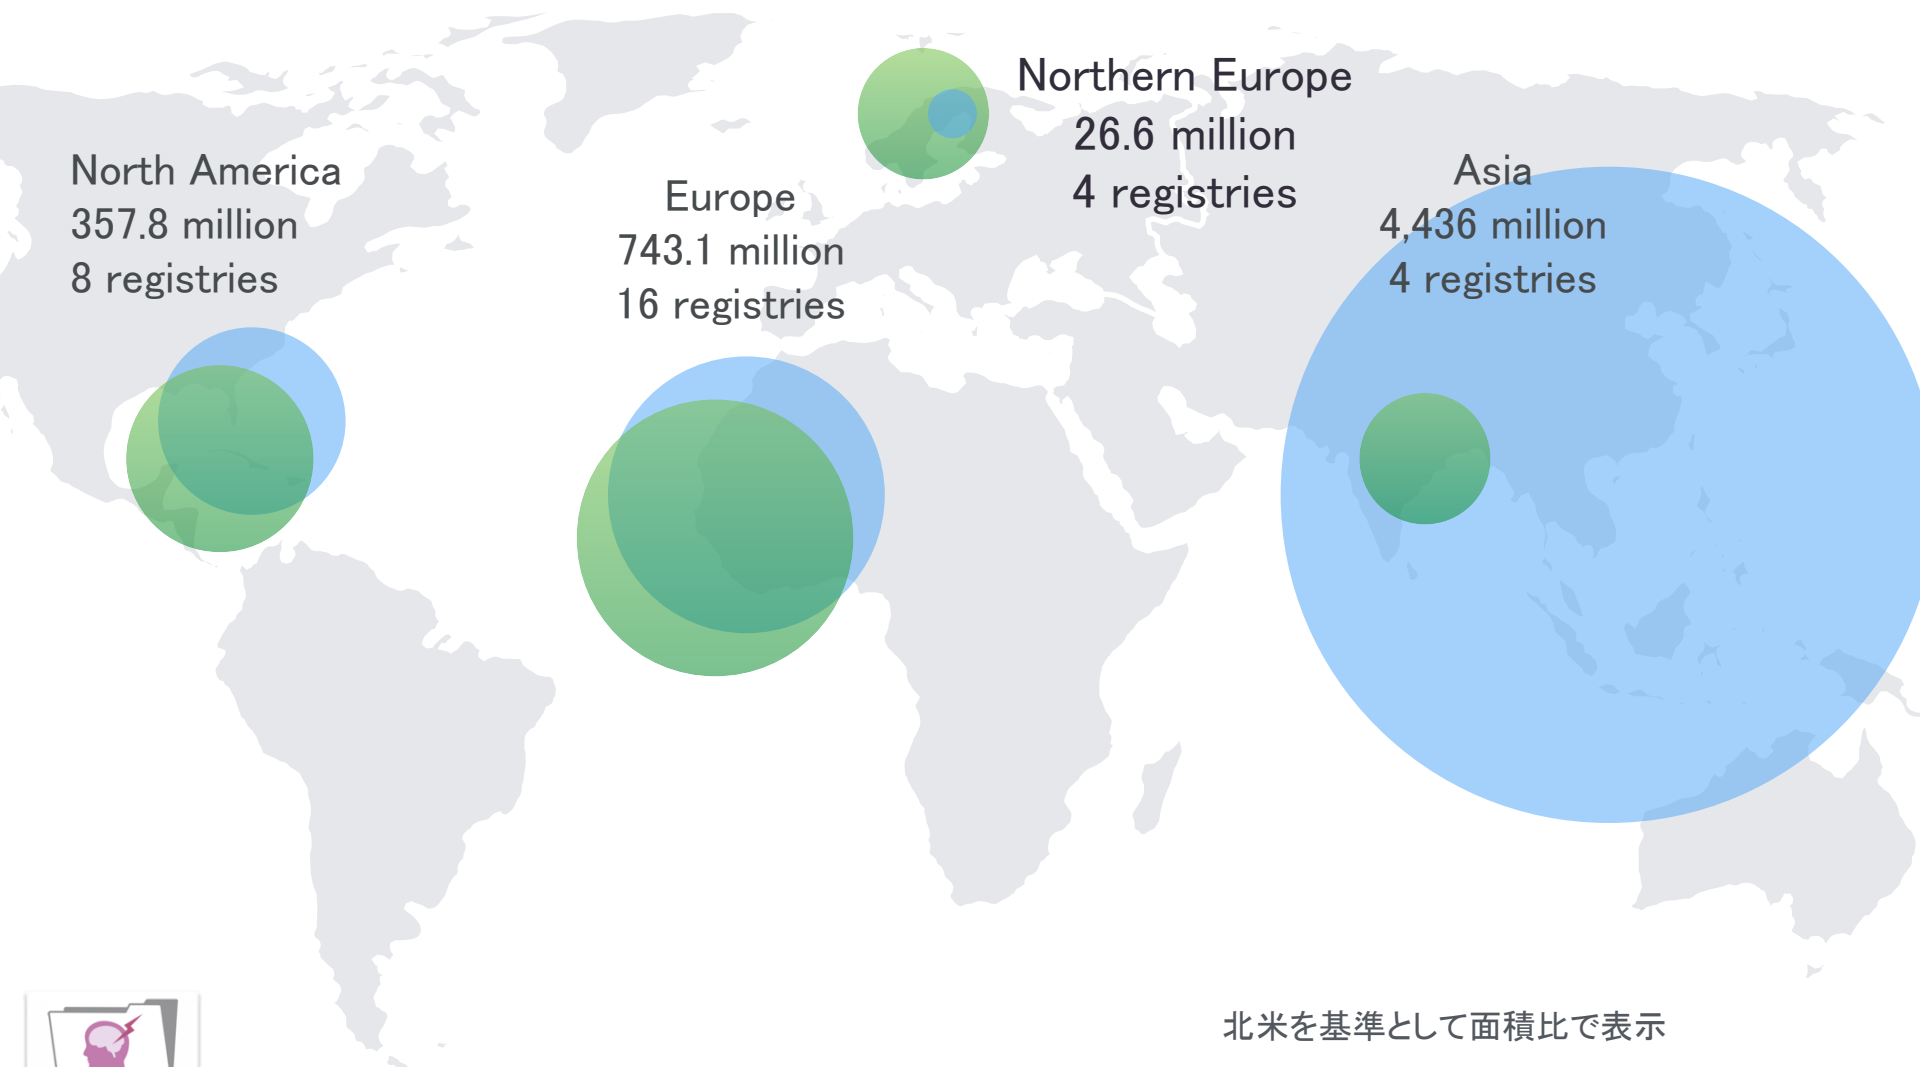 North America
357.8 million
8 registries
Europe
743.1 million
16 registries
Northern Europe
26.6 million
4 registries
Asia
4,436 million
4 registries
北米を基準として面積比で表示